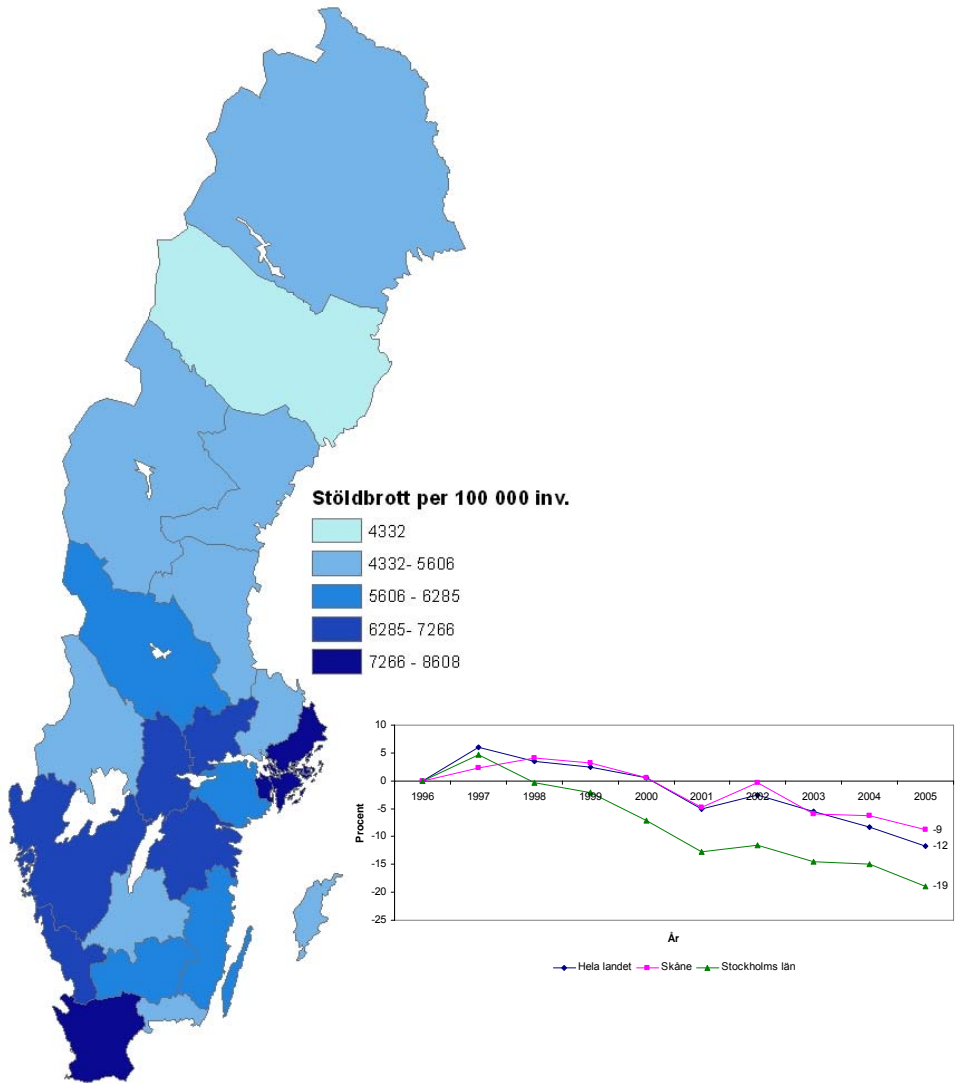 Stöldbrott per 100 000 inv.
4332
4332- 5606
5606 - 6285
6285- 7266
7266 - 8608
10
5
0
-5
-10
-15
-20
-25
Procent
1996 1997 1998 1999 2000 2001 2002 2003 2004 2005
-9
-12
-19
År
Hela landet Skåne Stockholms län